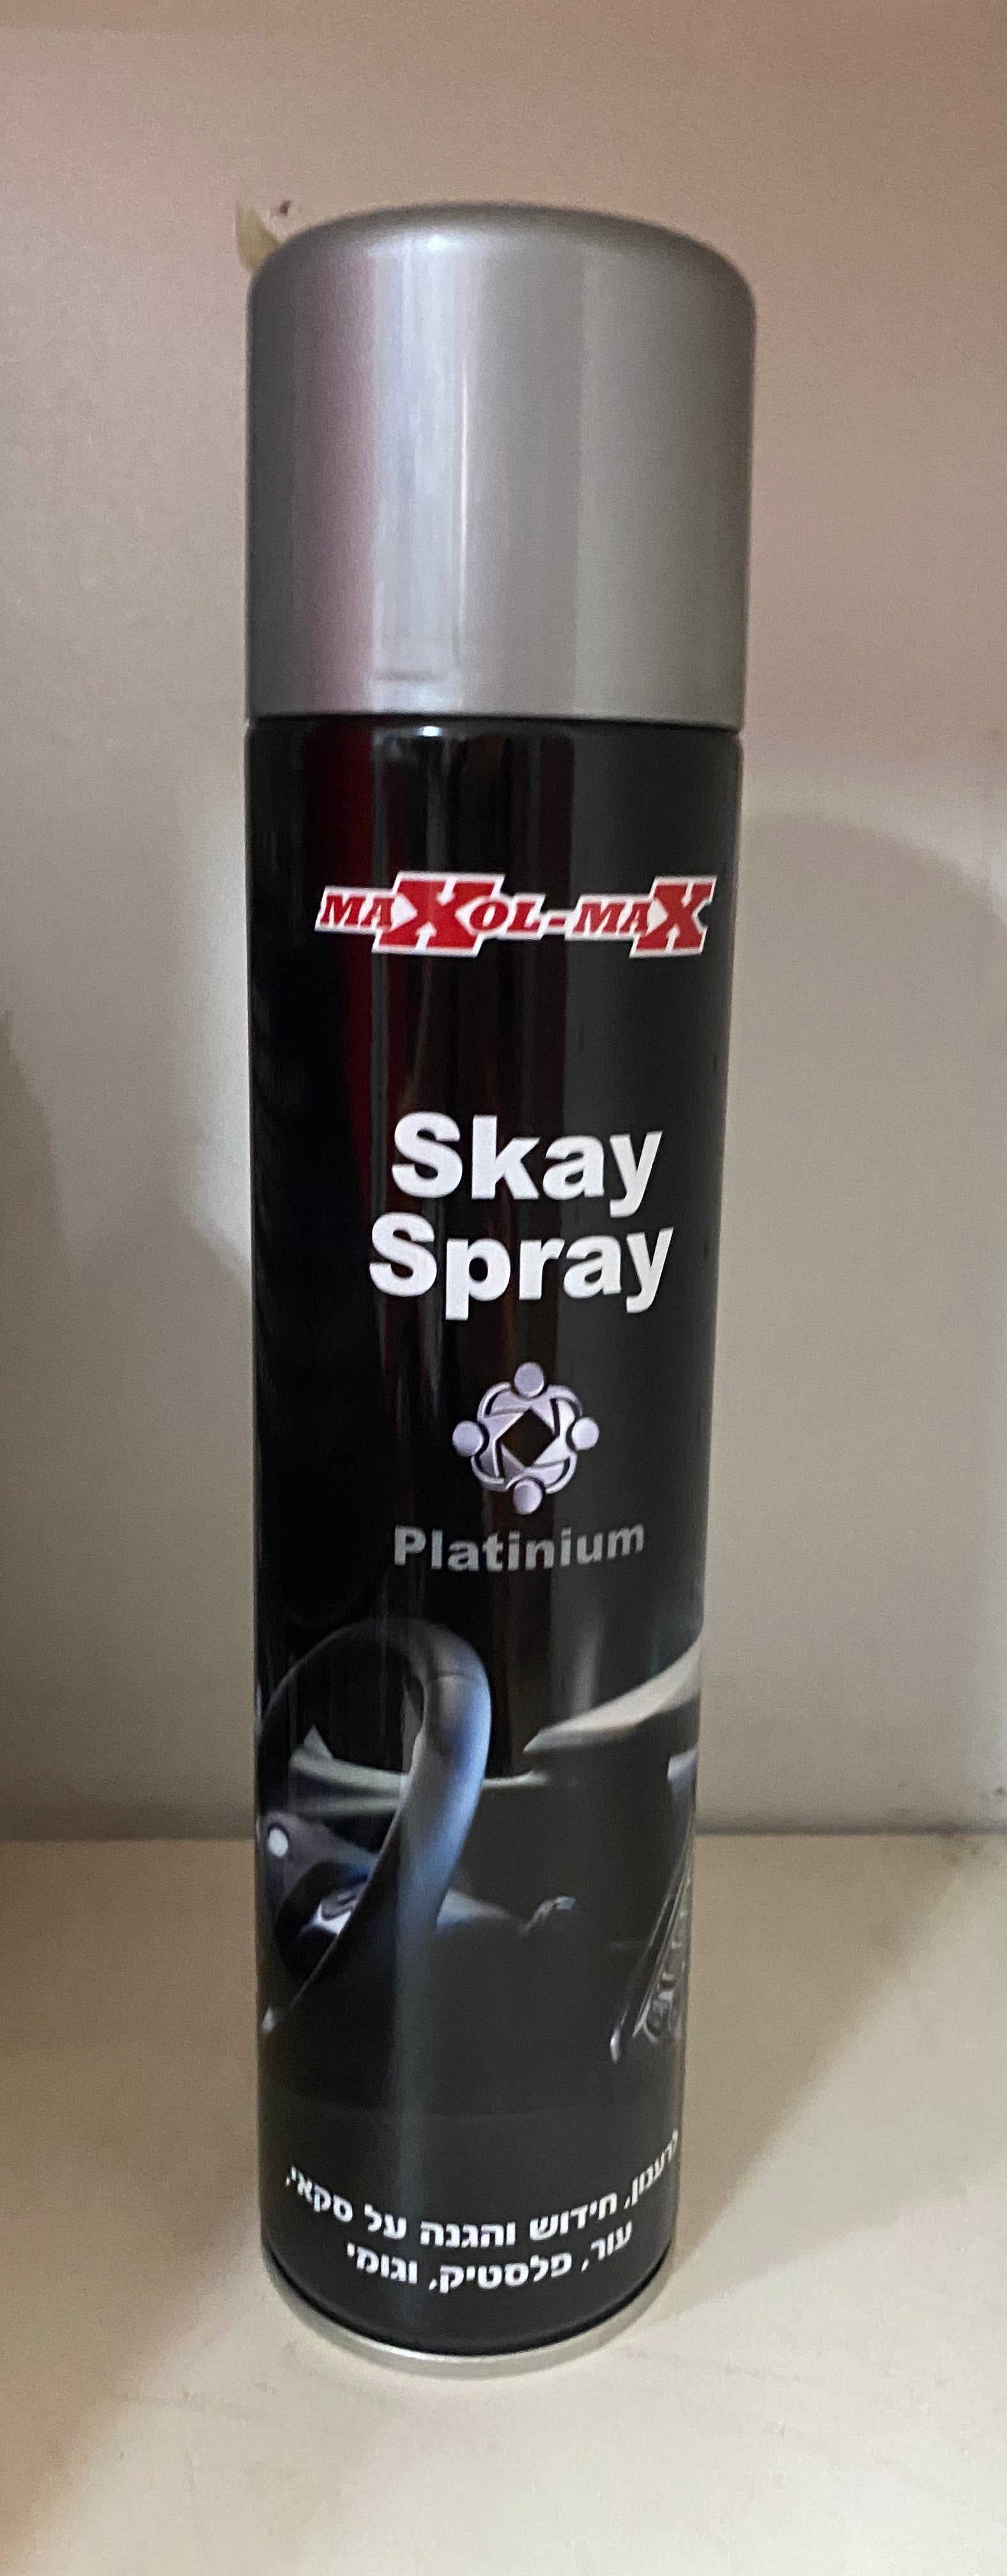 MAXOL-MAX
Skay
Spray
Platinium
לרענון, חידוש והגנה על סקאי,
עור, פלסטיק, וגומי